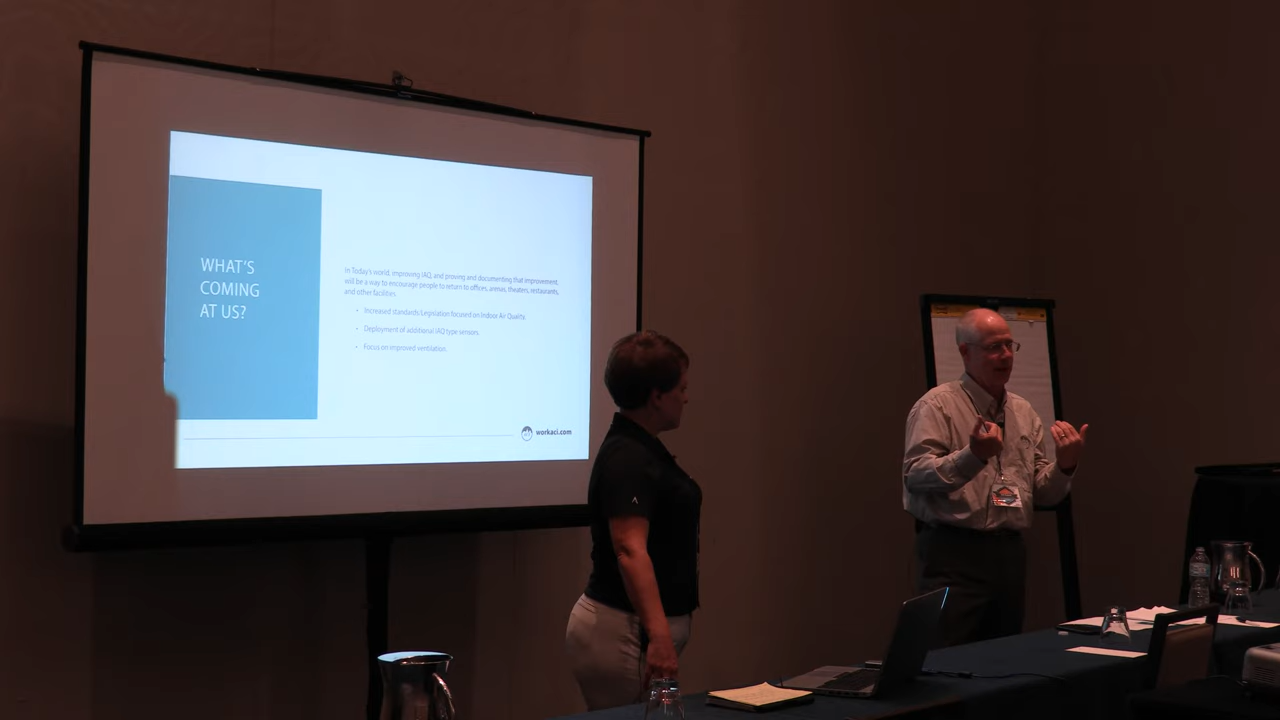 WHAT'S
COMING
AT US?
In Today's world, improving IAQ, and proving and documenting that improvement,
will be a way to encourage people to return to offices, arenas, theaters, restaurants,
and other facilities.
• Increased standards/Legislation focused on Indoor Air Quality.
• Deployment of additional IAQ type sensors.
• Focus on improved ventilation.
workaci.com